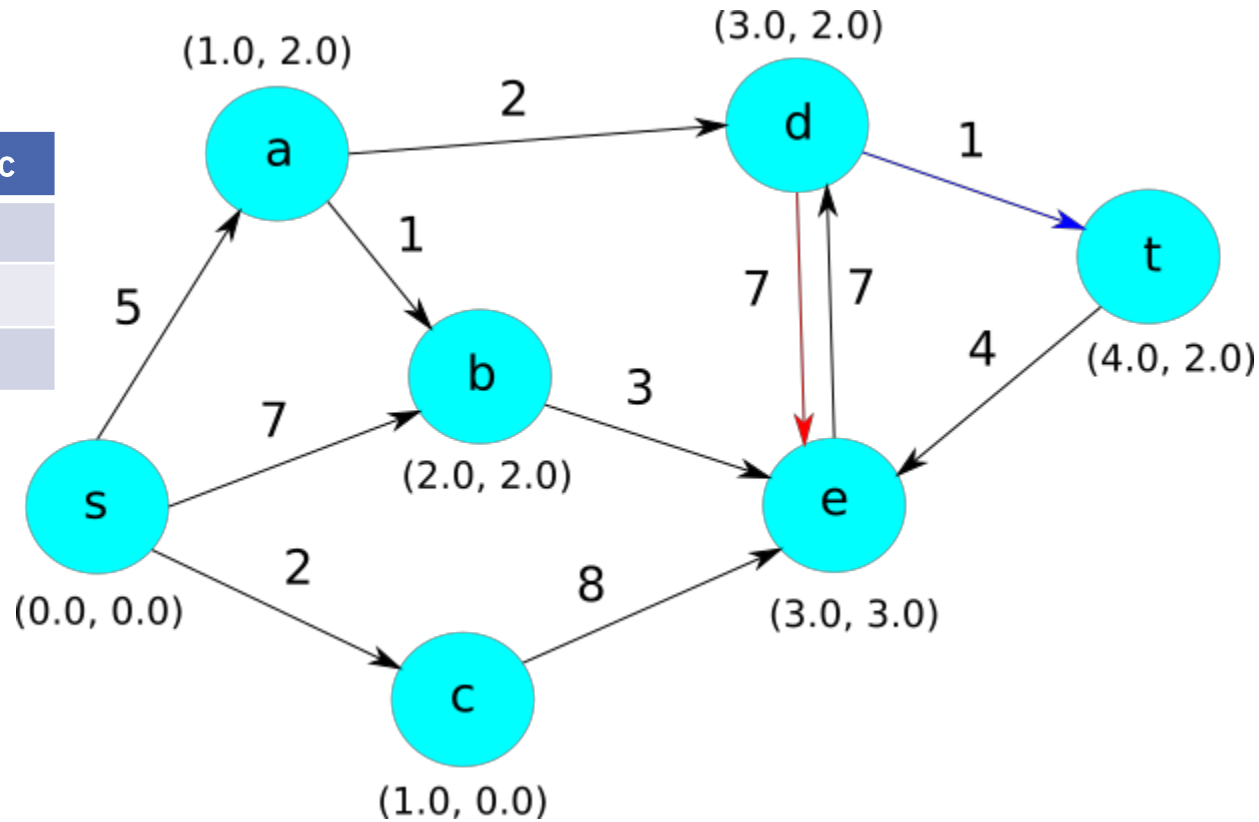 (3.0, 2.0)
(1.0, 2.0)
2
d
1
a
c
1
t
7
7
5
4
(4.0, 2.0)
b
3
7
(2.0, 2.0)
s
e
2
8
(0.0, 0.0)
(3.0, 3.0)
c
(1.0, 0.0)